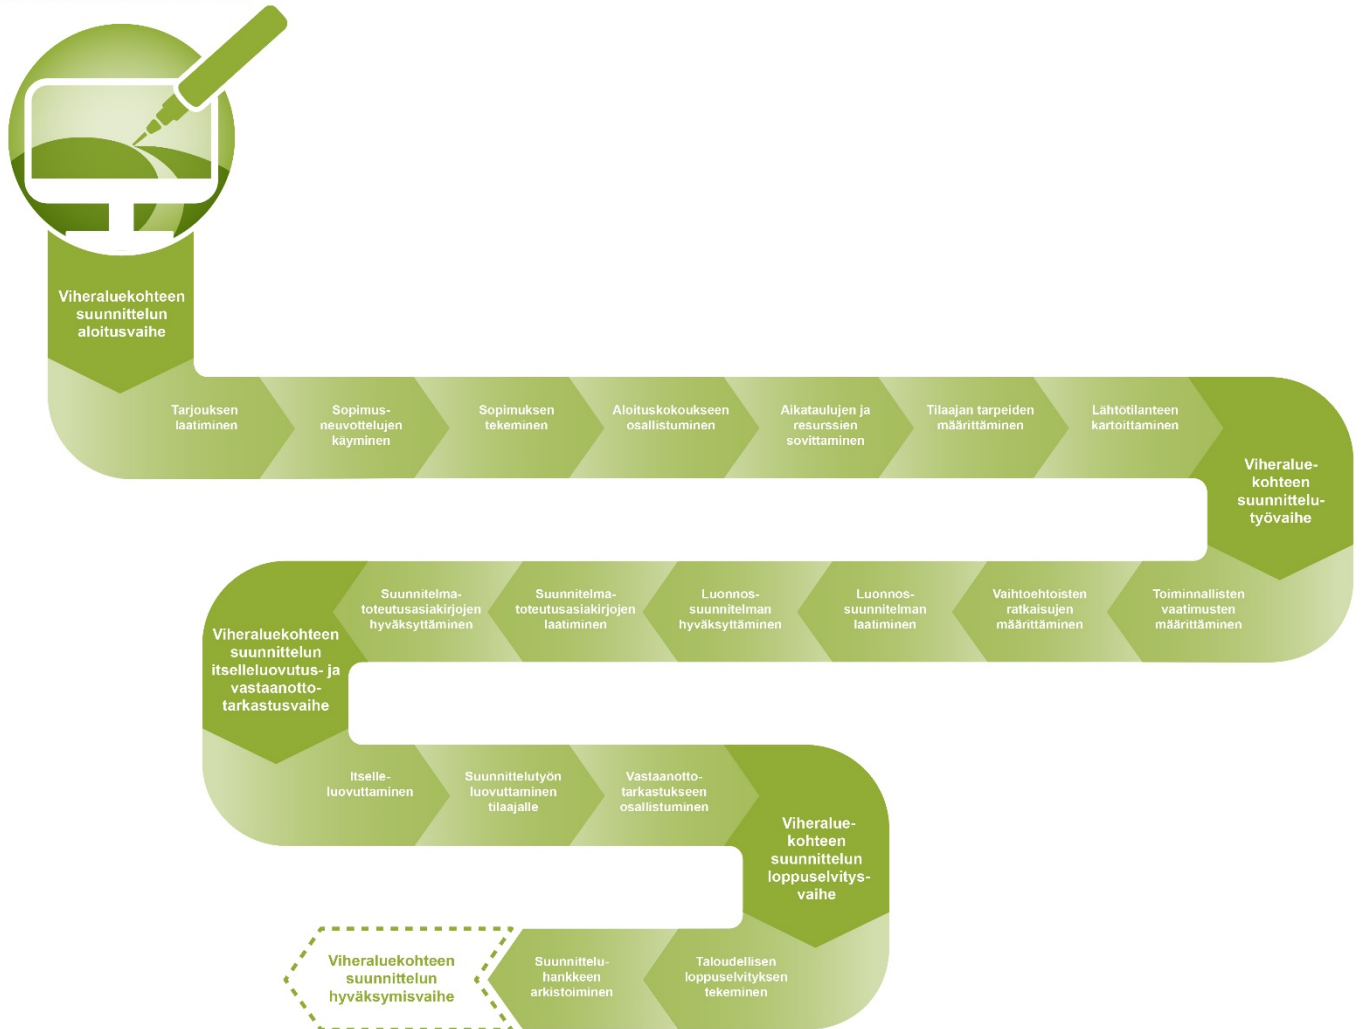 Viheraluekohteen
suunnittelun
aloitusvaihe
Tarjouksen
laatiminen
Sopimus-
neuvottelujen
käyminen
Sopimuksen
tekeminen
Aloituskokoukseen
osallistuminen
Aikataulujen ja
resurssien
sovittaminen
Tilaajan tarpeiden
määrittäminen
Lähtötilanteen
kartoittaminen
Viheralue-
kohteen
suunnittelu-
työvaihe
Toiminnallisten
vaatimusten
määrittäminen
Vaihtoehtoisten
ratkaisujen
määrittäminen
Luonnos-
suunnitelman
laatiminen
Luonnos-
suunnitelman
hyväksyttäminen
Suunnitelma-
toteutusasiakirjojen
laatiminen
Suunnitelma-
toteutusasiakirjojen
hyväksyttäminen
Viheraluekohteen
suunnittelun
itselleluovutus- ja
vastaanotto-
tarkastusvaihe
Itselle-
luovuttaminen
Suunnittelutyön
luovuttaminen
tilaajalle
Vastaanotto-
tarkastukseen
osallistuminen
Viheralue-
kohteen
suunnittelun
loppuselvitys-
vaihe
Taloudellisen
loppuselvityksen
tekeminen
Suunnittelu-
hankkeen
arkistoiminen
Viheraluekohteen
suunnittelun
hyväksymisvaihe